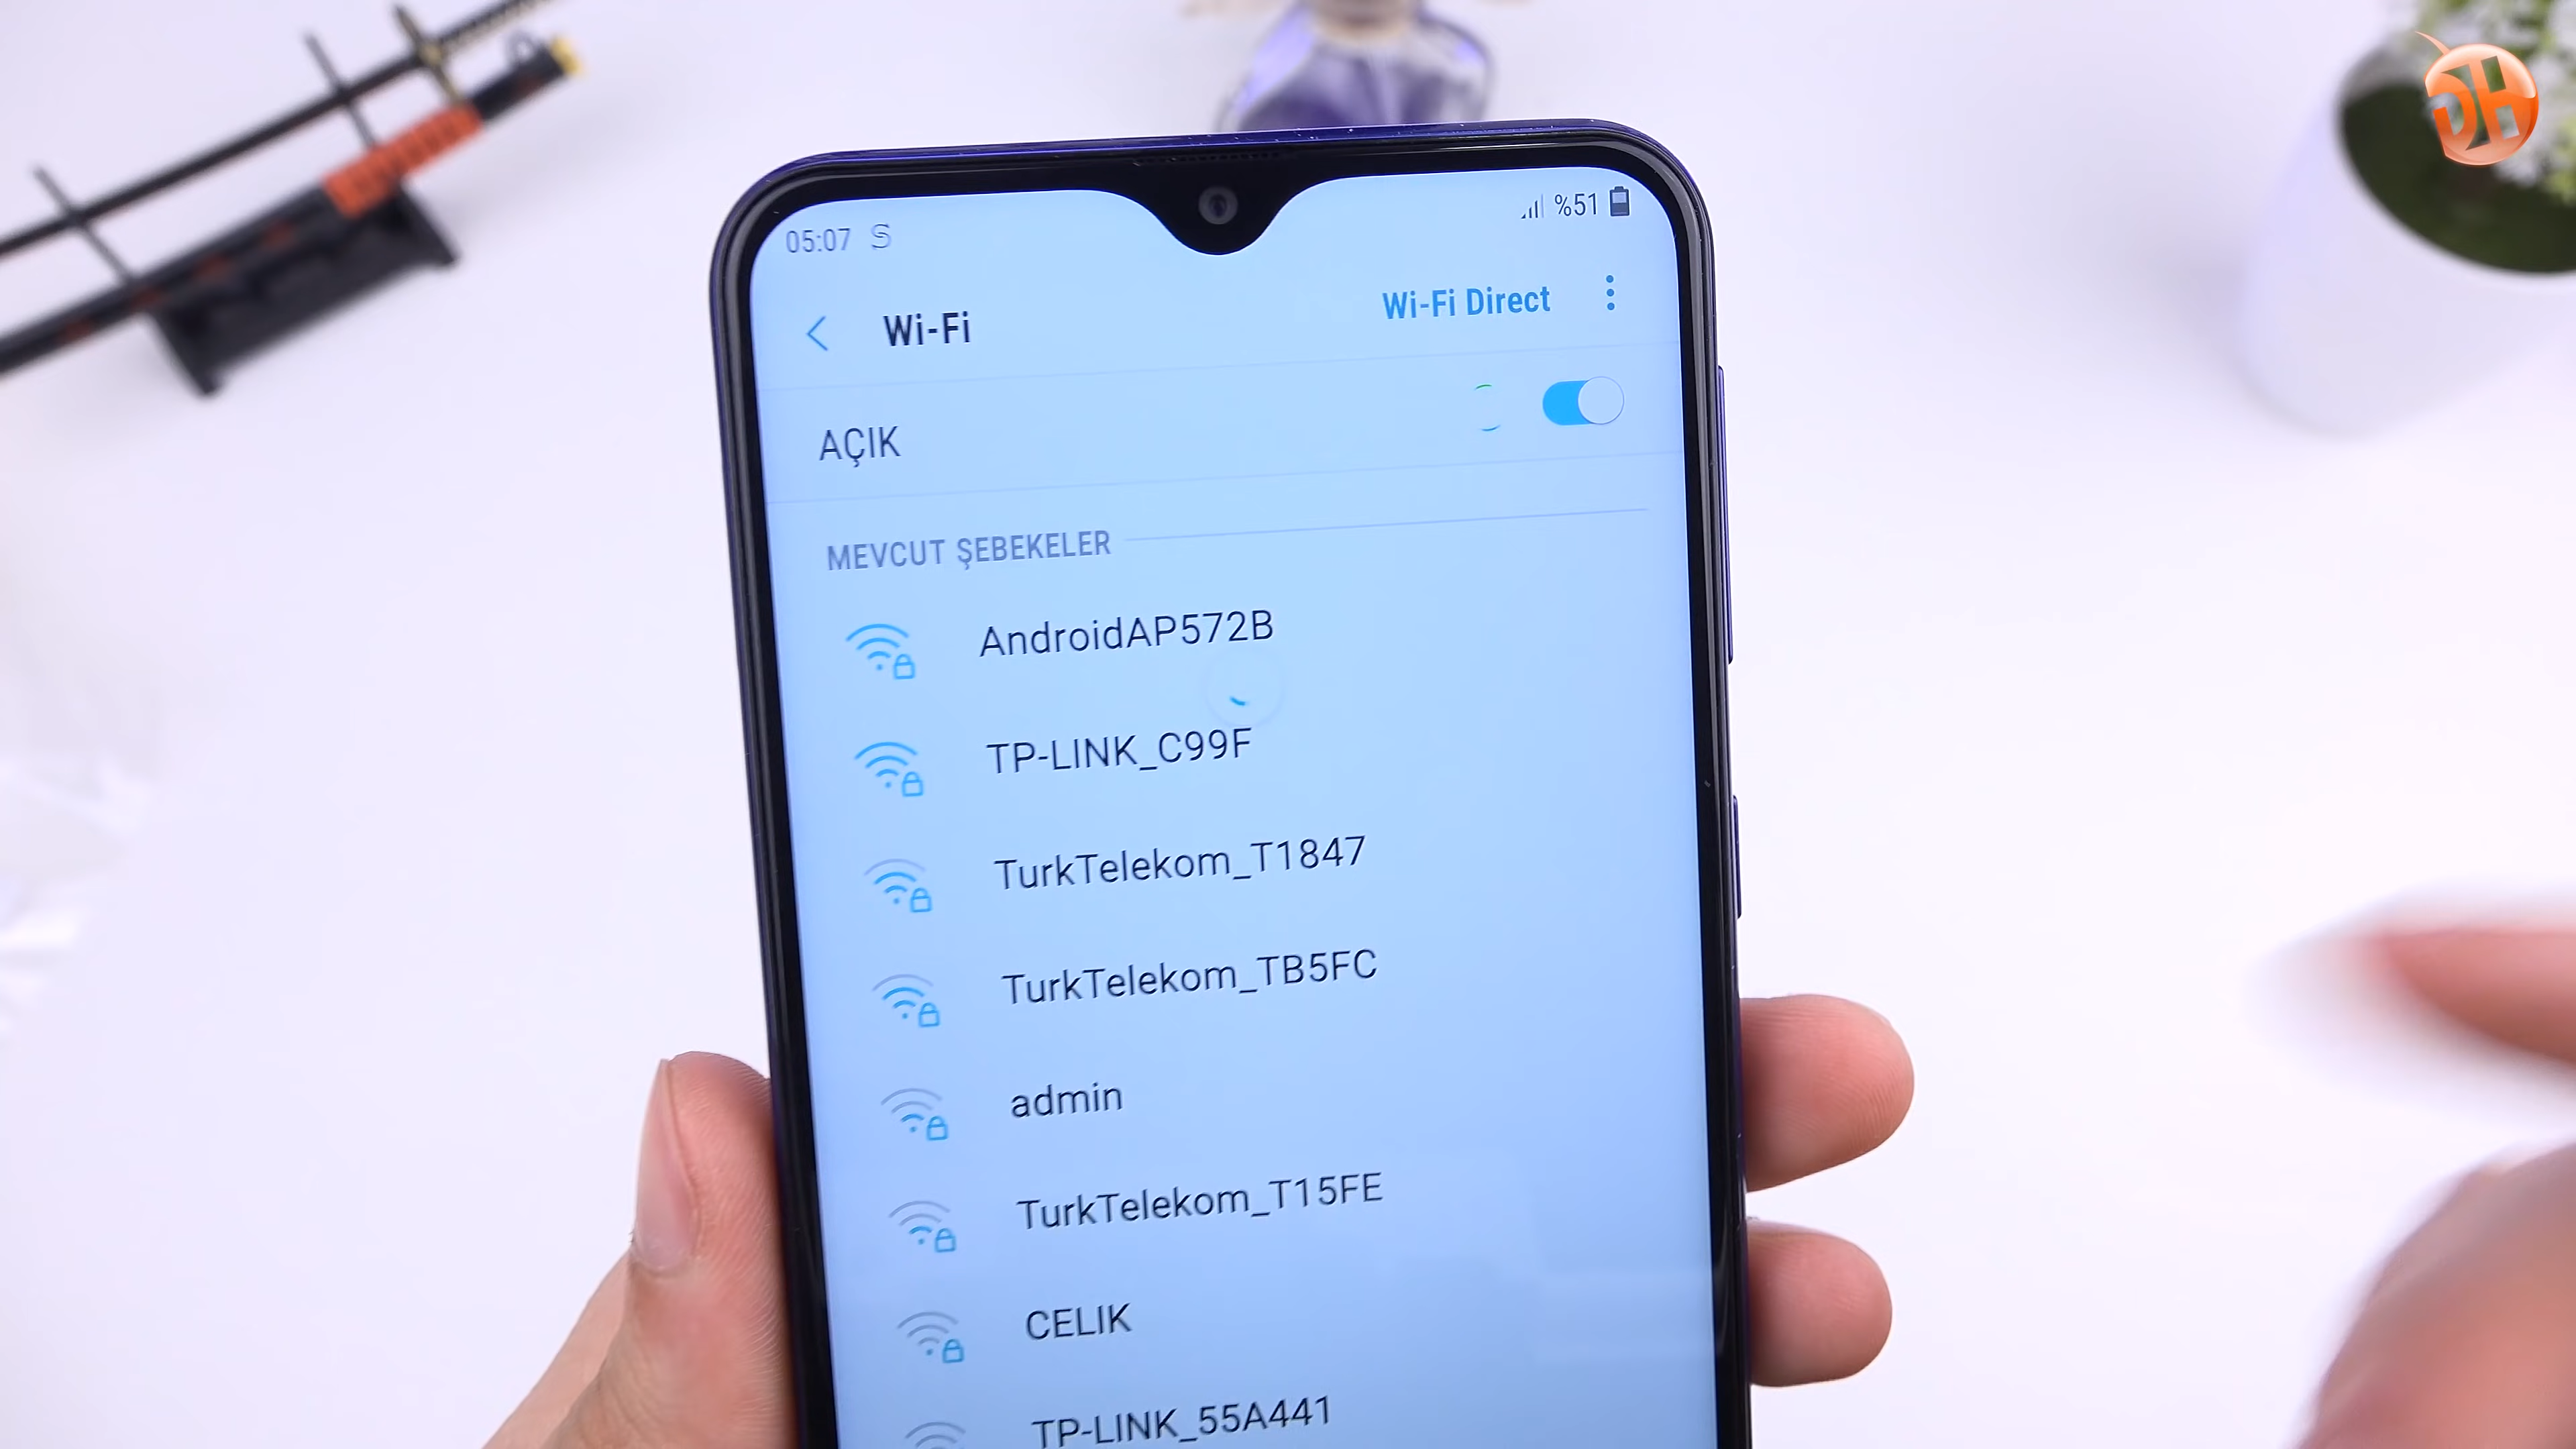 05:07 S
%51
Wi-Fi
Wi-Fi Direct
AÇIK
MEVCUT ŞEBEKELER
AndroidAP572B
TP-LINK_C99F
TurkTelekom_T1847
TurkTelekom_TB5FC
admin
TurkTelekom_T15FE
CELIK
TP-LINK_55A441
DH